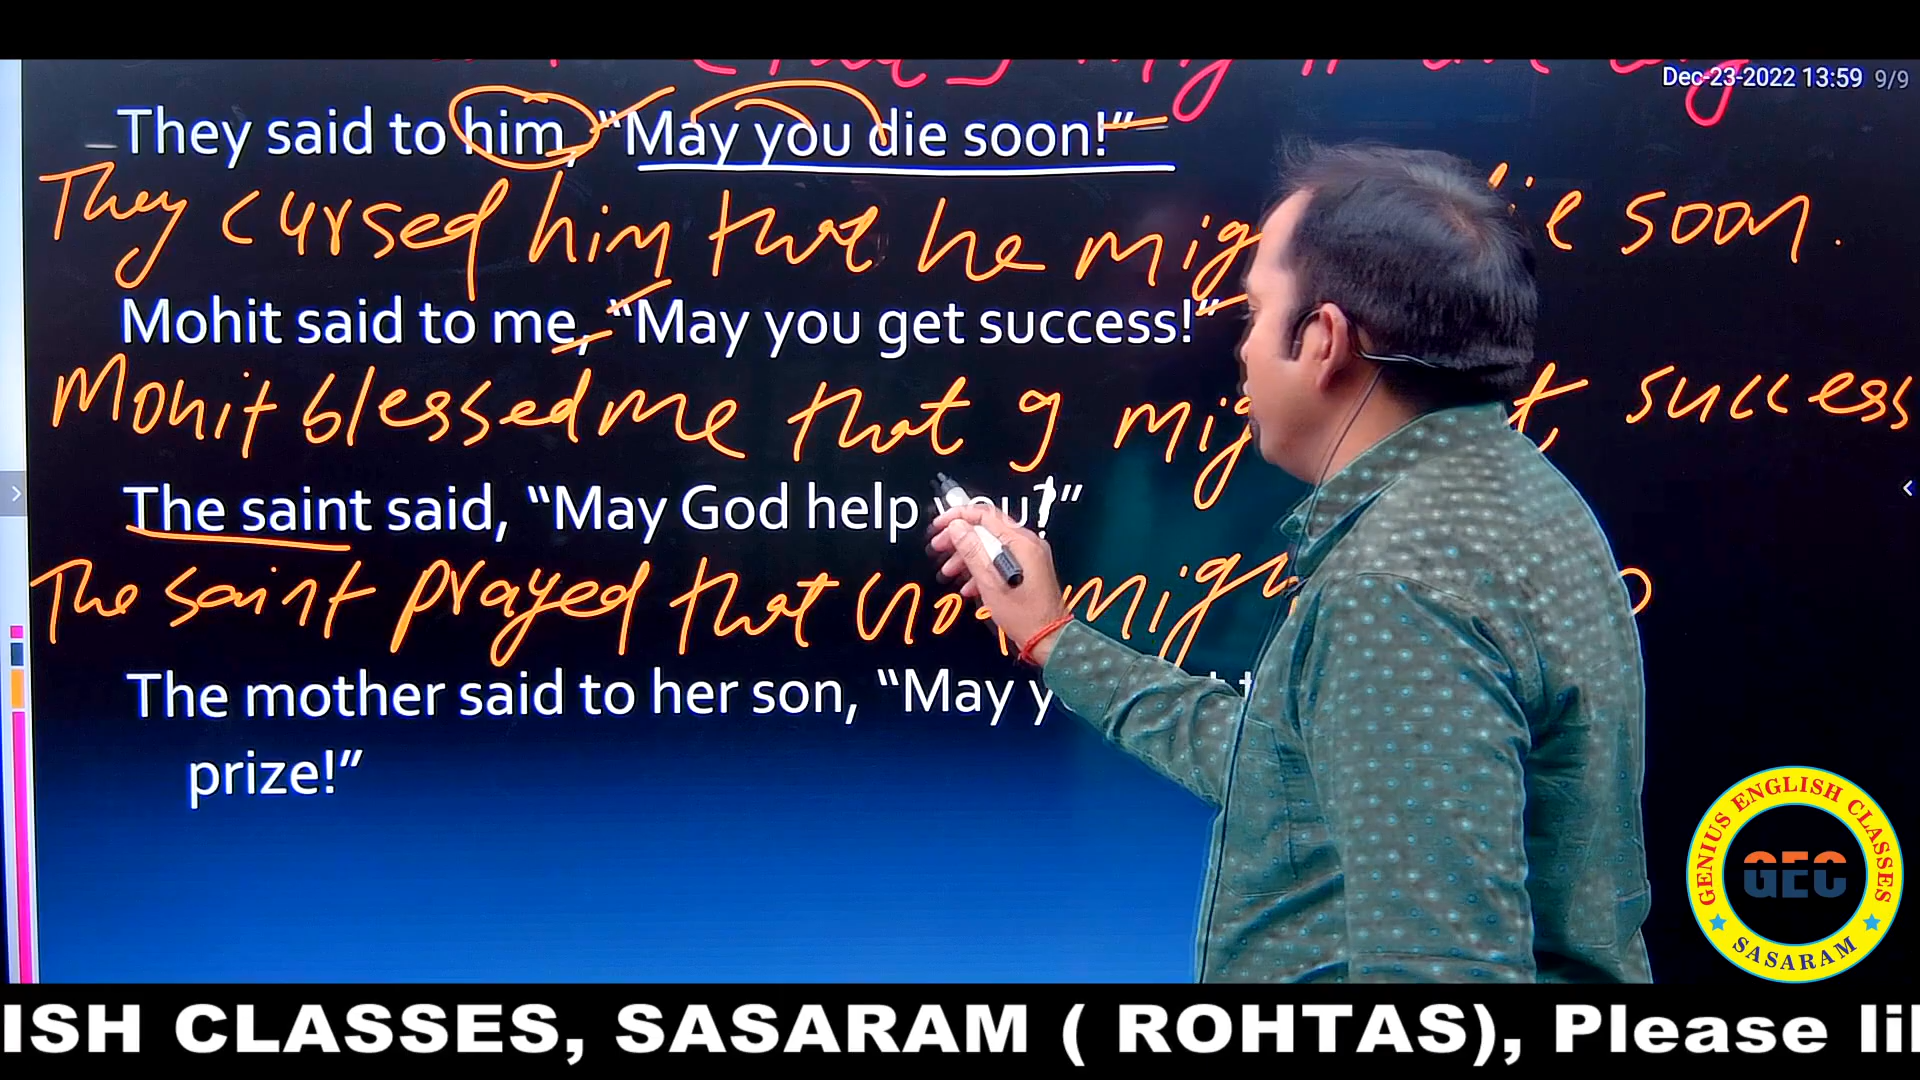 Dec-23-2022 13:59 9/9
They said to him, “May you die soon!”
They cursed him that he mig die soon.
Mohit said to me, “May you get success!”
Mohit blessed me that I mig t success
The saint said, “May God help you!”
The saint prayed that God migh
The mother said to her son, “May y
prize!”
GENIUS ENGLISH CLASSES
GEC
SASARAM
ISH CLASSES, SASARAM ( ROHTAS), Please li